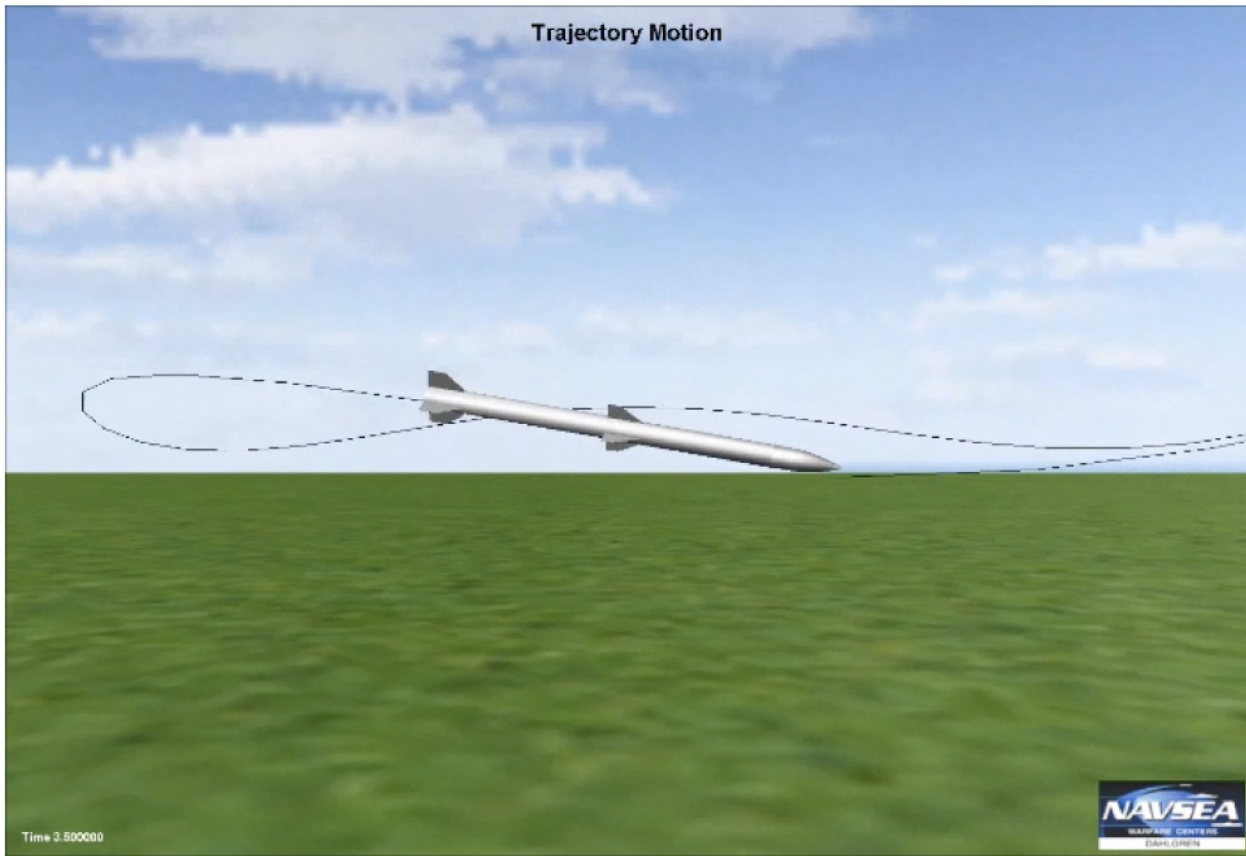 Trajectory Motion
Time 3.500000
NAVSEA
WARFARE CENTERS
DAHLGREN